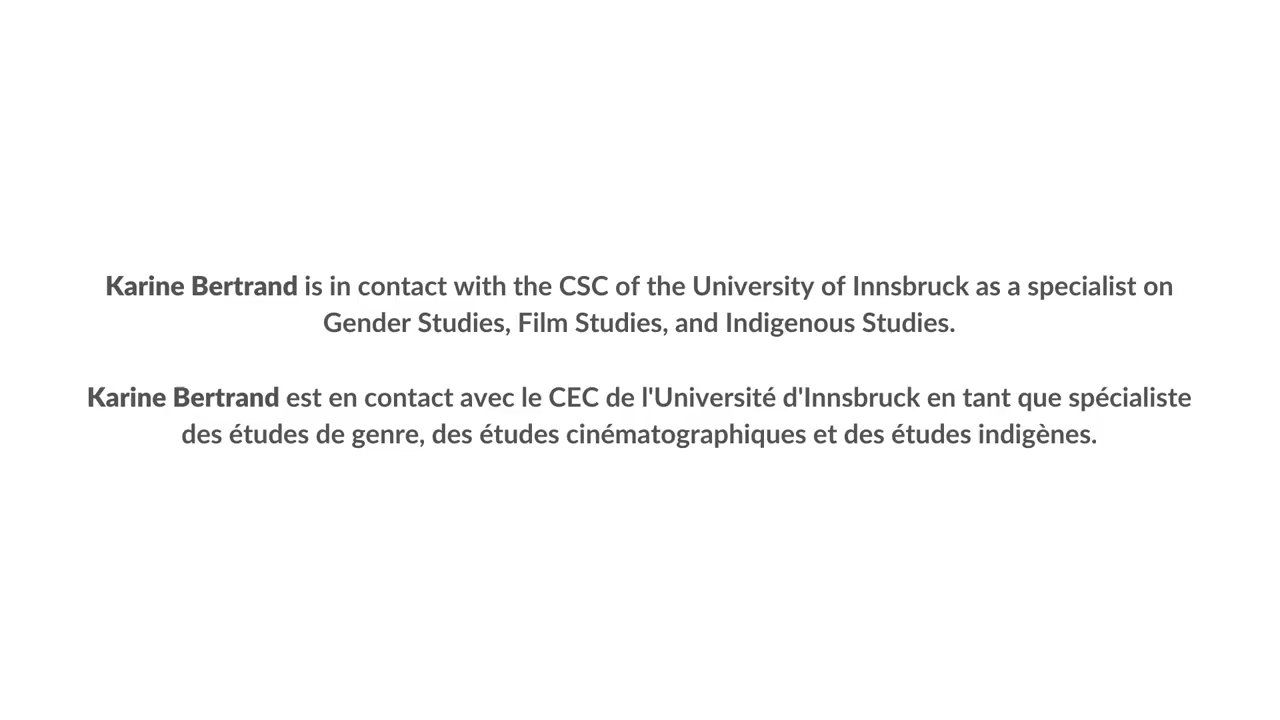 Karine Bertrand is in contact with the CSC of the University of Innsbruck as a specialist on
Gender Studies, Film Studies, and Indigenous Studies.
Karine Bertrand est en contact avec le CEC de l'Université d'Innsbruck en tant que spécialiste
des études de genre, des études cinématographiques et des études indigènes.